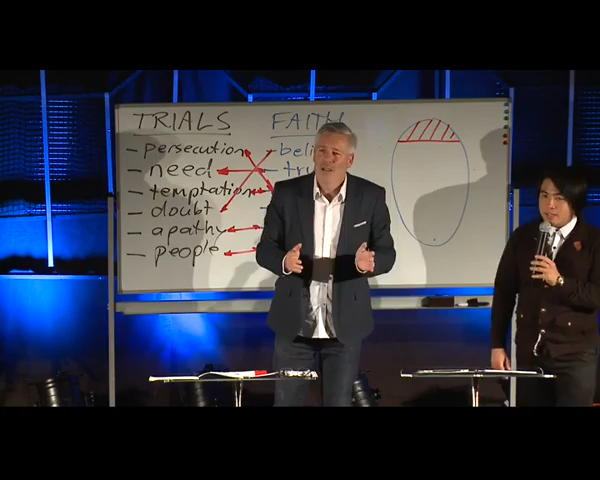 TRIALS
FAITH
- persecution
- need
- temptation
- doubt
- apathy
- people